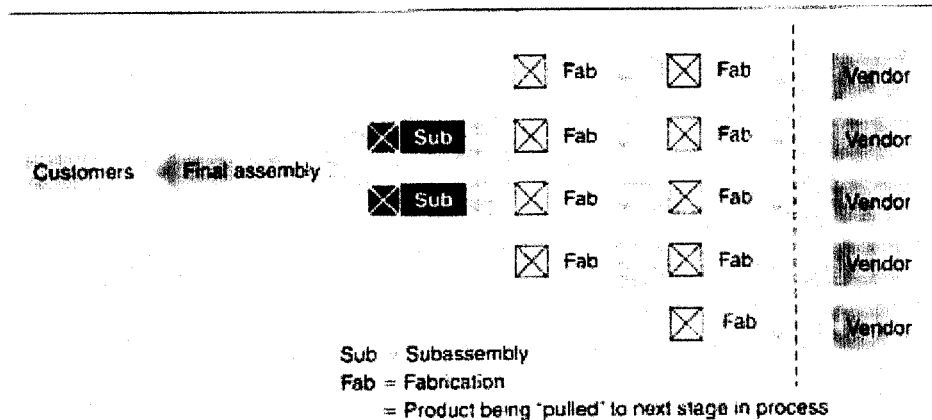 Fab Fab Vendor
Sub Fab Fab Vendor
Customers Final assembly
Sub Fab Fab Vendor
Fab Fab Vendor
Fab Vendor
Sub = Subassembly
Fab = Fabrication
= Product being "pulled" to next stage in process